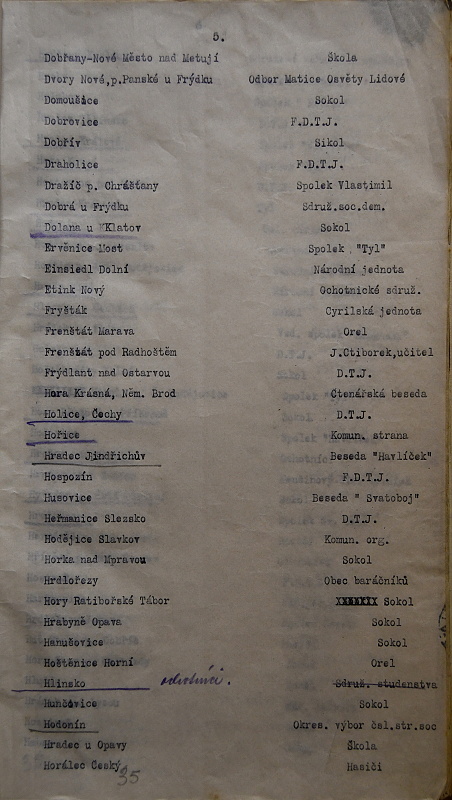 5.
Dobřany-Nové Město nad Metují Škola
Dvory Nové,p.Panské u Frýdku Odbor Matice Osvěty Lidové
Domoušice Sokol
Dobrovice F.D.T.J.
Dobřív Sikol
Draholice F.D.T.J.
Dražíč p. Chrášťany Spolek Vlastimil
Dobrá u Frýdku Sdruž.soc.dem.
Dolana u Klatov Sokol
Ervěnice Most Spolek "Tyl"
Einsiedl Dolní Národní jednota
Etink Nový Ochotnické sdruž.
Fryšták Cyrilská jednota
Frenštát Marava Orel
Frenštát pod Radhoštěm J.Ctiborek,učitel
Frýdlant nad Ostarvou D.T.J.
Hora Krásná, Něm. Brod Čtenářska beseda
Holice, Čechy D.T.J.
Hořice Komun. strana
Hradec Jindřichův Beseda "Havlíček"
Hospozín F.D.T.J.
Husovice Beseda " Svatoboj"
Heřmanice Slezsko D.T.J.
Hodějice Slavkov Komun. org.
Horka nad Mpravou Sokol
Hrdlořezy Obec baráčníků
Hory Ratibořské Tábor XXXXXX Sokol
Hrabyně Opava Sokol
Hanušovice Sokol
Hoštěnice Horní Orel
Hlinsko Sdruž. studenstva
Hunčovice Sokol
Hodonín Okres. výbor čsl.str.soc
Hradec u Opavy Škola
Horálec Český Hasiči
35